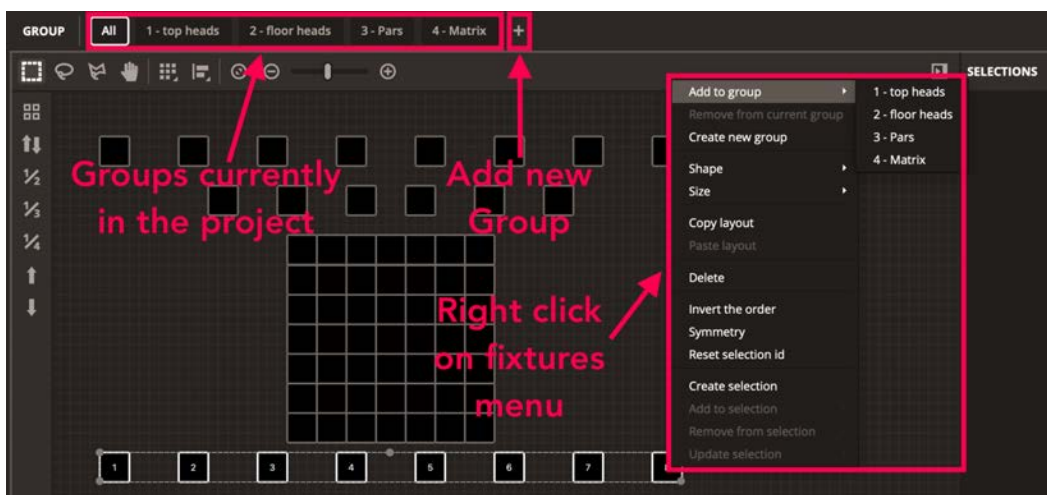 GROUP All 1 - top heads 2 - floor heads 3 - Pars 4 - Matrix +
SELECTIONS
Add to group 1 - top heads
Remove from current group 2 - floor heads
Create new group 3 - Pars
4 - Matrix
Shape
Size
Copy layout
Paste layout
Delete
Invert the order
Symmetry
Reset selection id
Create selection
Add to selection
Remove from selection
Update selection
½
⅓
¼
Groups currently
in the project
Add new
Group
Right click
on fixtures
menu
1 2 3 4 5 6 7 8